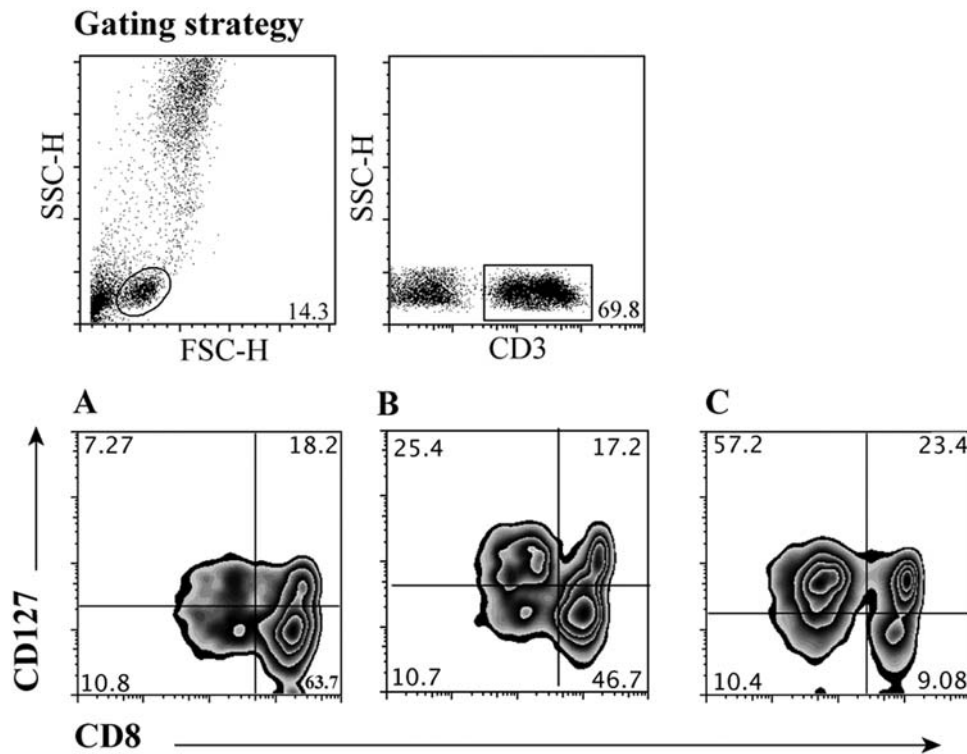 Gating strategy
SSC-H
14.3
FSC-H
SSC-H
69.8
CD3
A
7.27
18.2
10.8
63.7
B
25.4
17.2
10.7
46.7
C
57.2
23.4
10.4
9.08
CD127
CD8